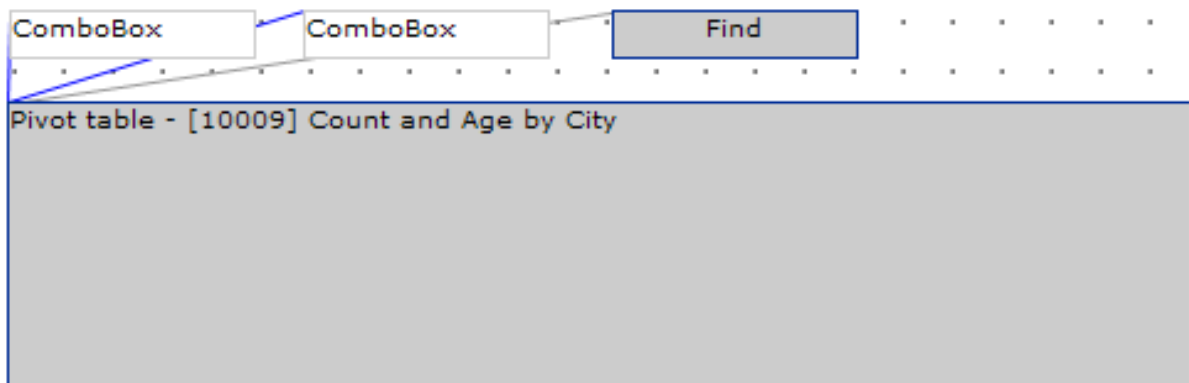 ComboBox ComboBox Find
Pivot table - [10009] Count and Age by City